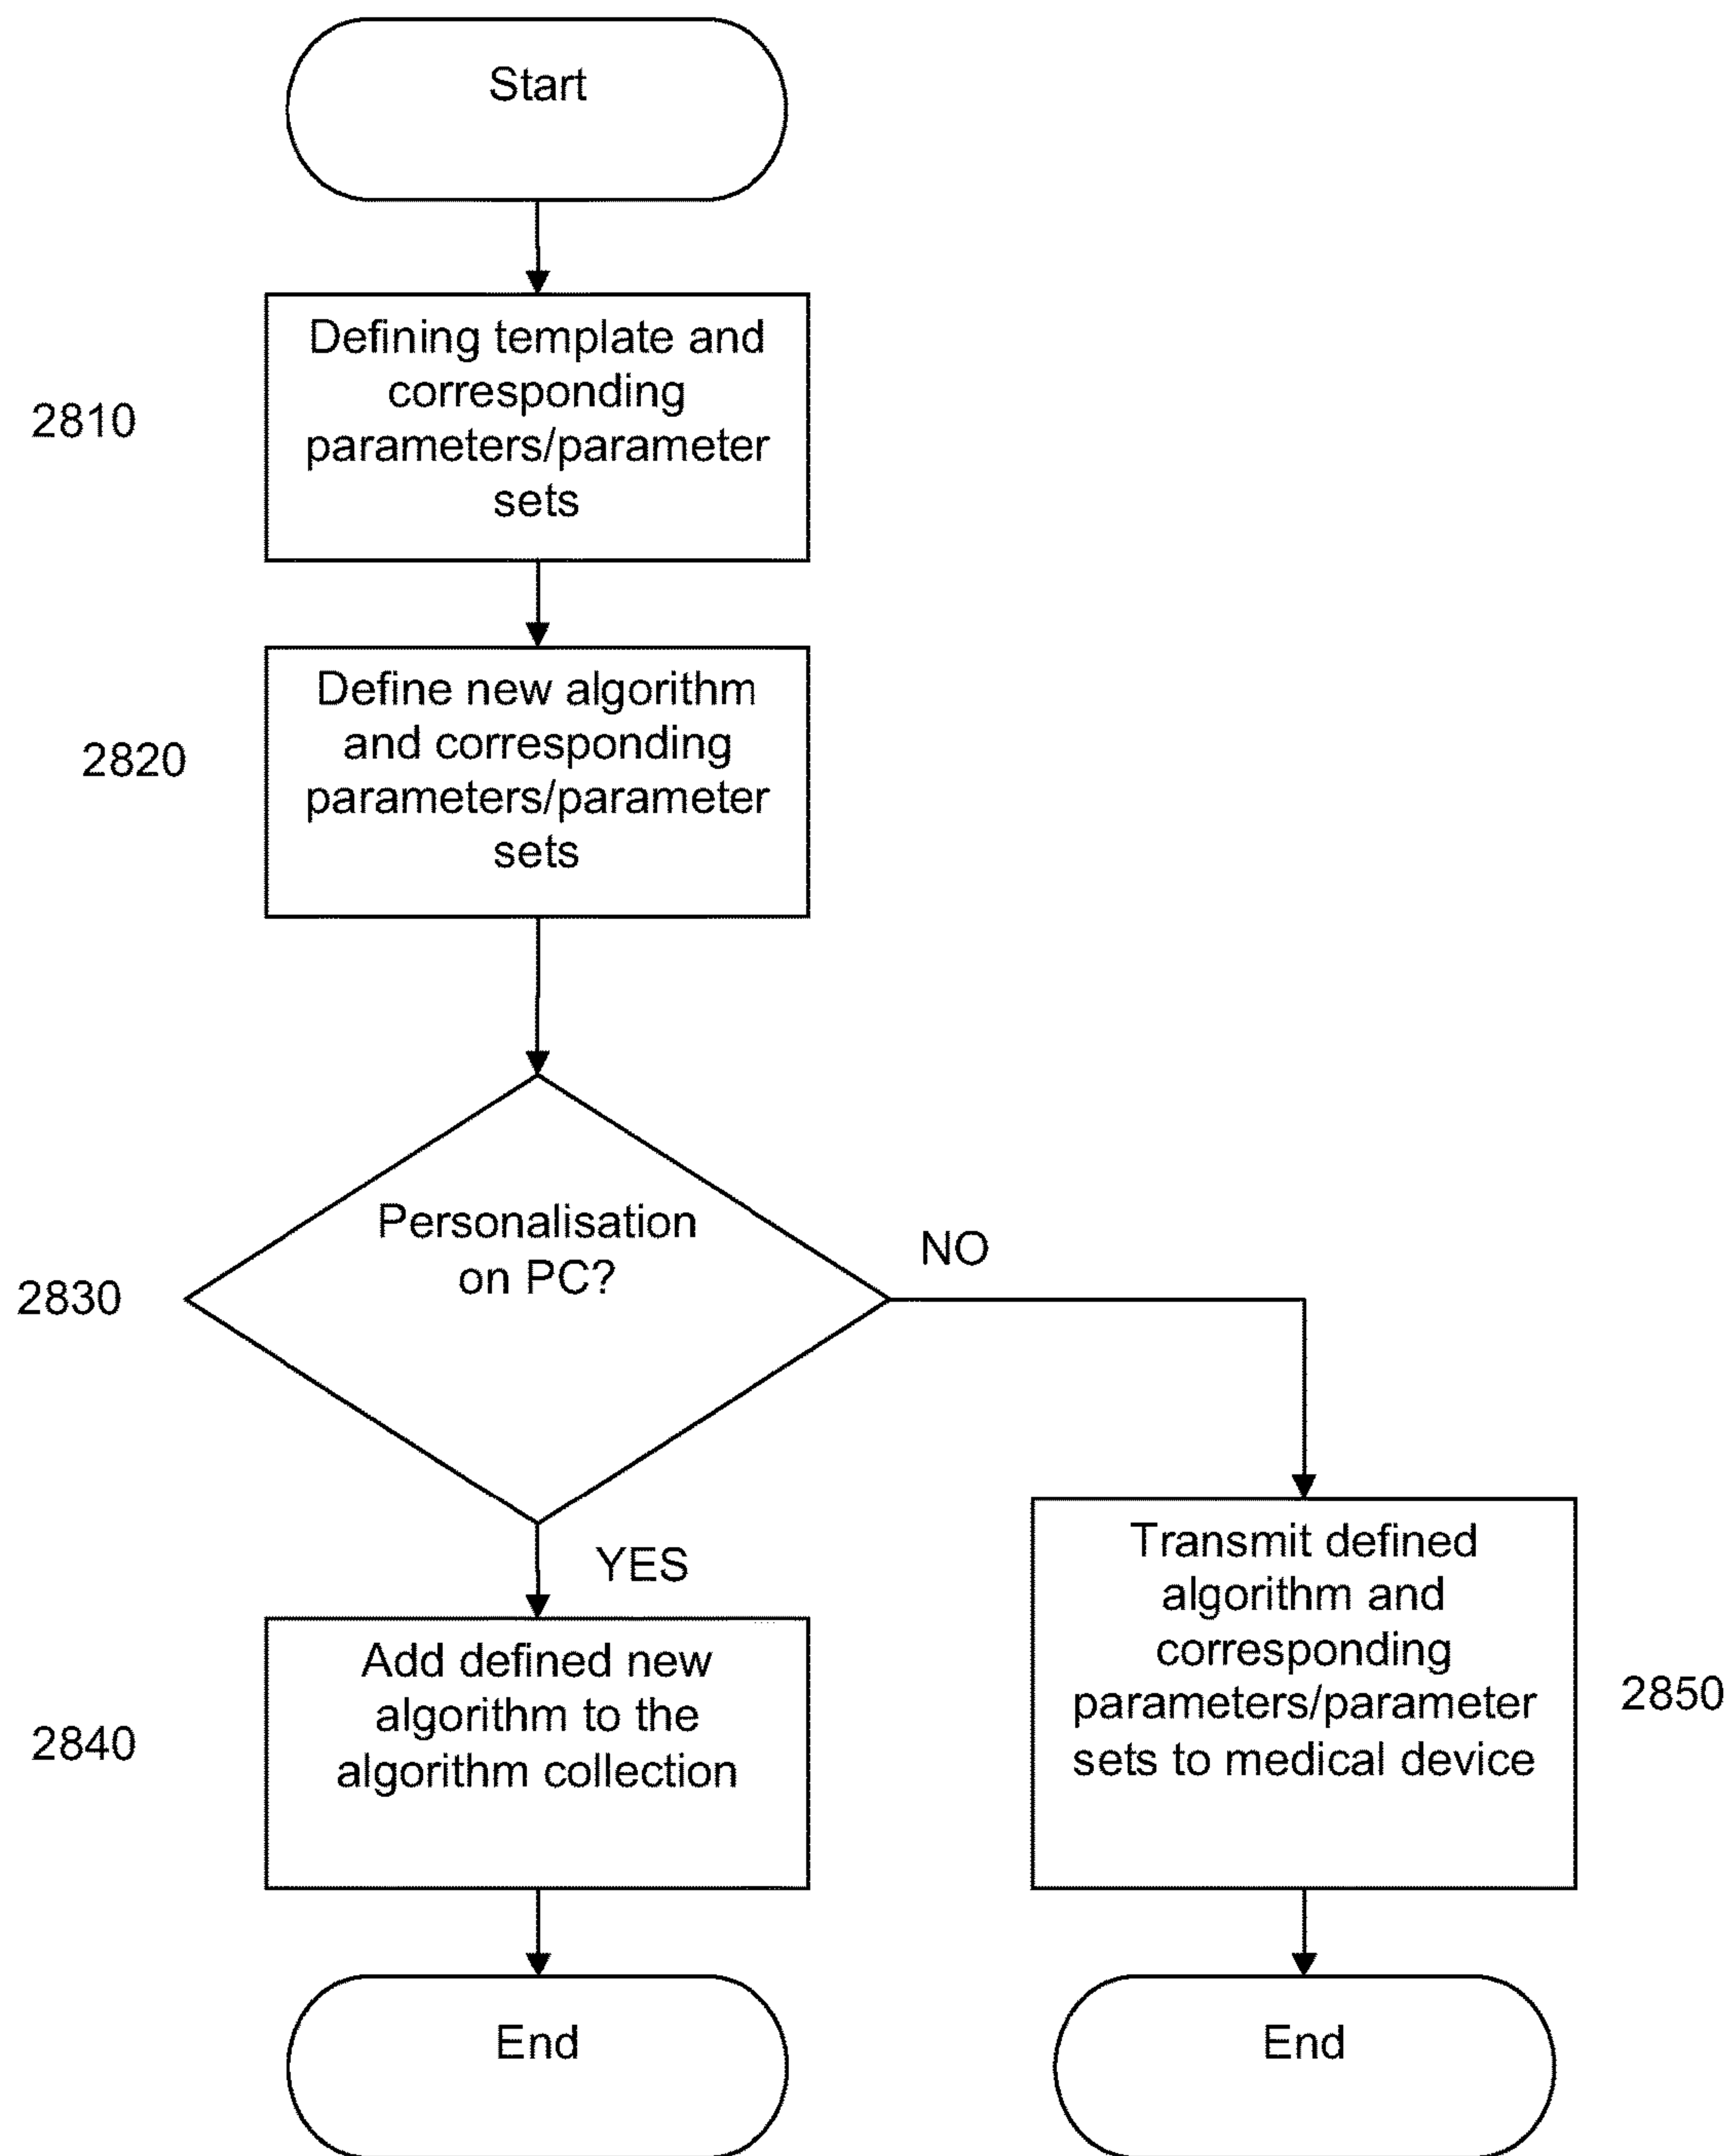 Start
2810
Defining template and
corresponding
parameters/parameter
sets
2820
Define new algorithm
and corresponding
parameters/parameter
sets
2830
Personalisation
on PC?
NO
YES
2840
Add defined new
algorithm to the
algorithm collection
Transmit defined
algorithm and
corresponding
parameters/parameter
sets to medical device
2850
End
End